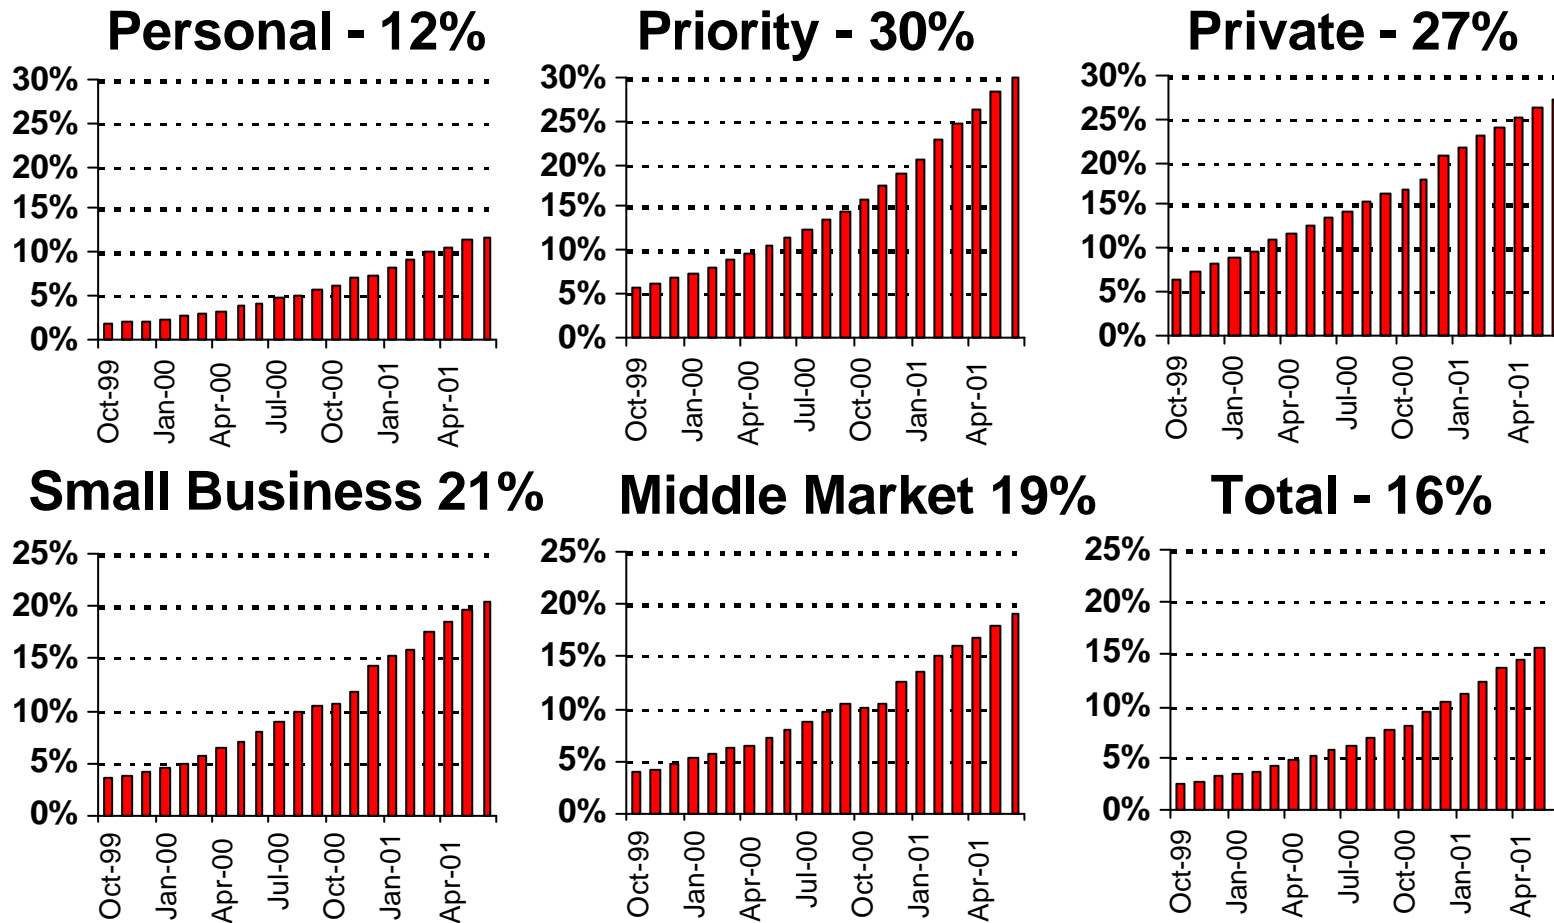 Personal - 12%
30%
25%
20%
15%
10%
5%
0%
Oct-99
Jan-00
Apr-00
Jul-00
Oct-00
Jan-01
Apr-01
Priority - 30%
30%
25%
20%
15%
10%
5%
0%
Oct-99
Jan-00
Apr-00
Jul-00
Oct-00
Jan-01
Apr-01
Private - 27%
30%
25%
20%
15%
10%
5%
0%
Oct-99
Jan-00
Apr-00
Jul-00
Oct-00
Jan-01
Apr-01
Small Business 21%
25%
20%
15%
10%
5%
0%
Oct-99
Jan-00
Apr-00
Jul-00
Oct-00
Jan-01
Apr-01
Middle Market 19%
25%
20%
15%
10%
5%
0%
Oct-99
Jan-00
Apr-00
Jul-00
Oct-00
Jan-01
Apr-01
Total - 16%
25%
20%
15%
10%
5%
0%
Oct-99
Jan-00
Apr-00
Jul-00
Oct-00
Jan-01
Apr-01